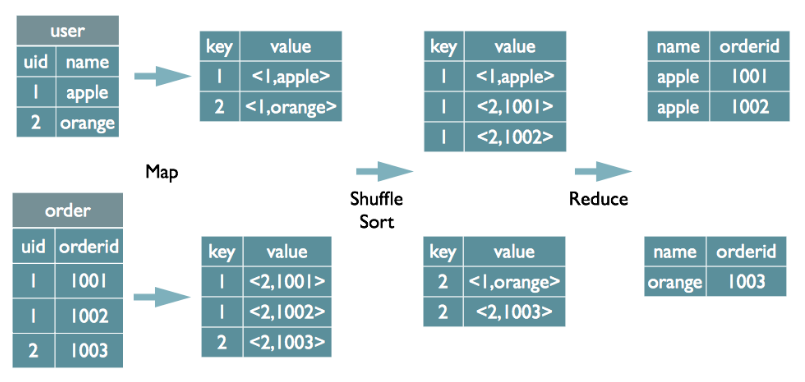 user
uid name
1 apple
2 orange
key value
1 <1,apple>
2 <1,orange>
key value
1 <1,apple>
1 <2,1001>
1 <2,1002>
name orderid
apple 1001
apple 1002
Map
Shuffle
Sort
Reduce
order
uid orderid
1 1001
1 1002
2 1003
key value
1 <2,1001>
1 <2,1002>
2 <2,1003>
key value
2 <1,orange>
2 <2,1003>
name orderid
orange 1003